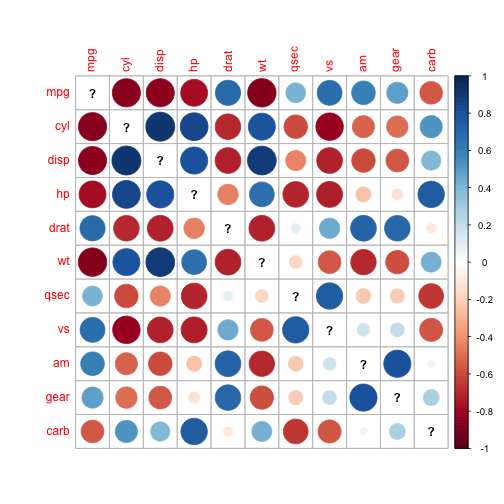 mpg cyl disp hp drat wt qsec vs am gear carb
mpg ?
cyl ?
disp ?
hp ?
drat ?
wt ?
qsec ?
vs ?
am ?
gear ?
carb ?
1
0.8
0.6
0.4
0.2
0
-0.2
-0.4
-0.6
-0.8
-1